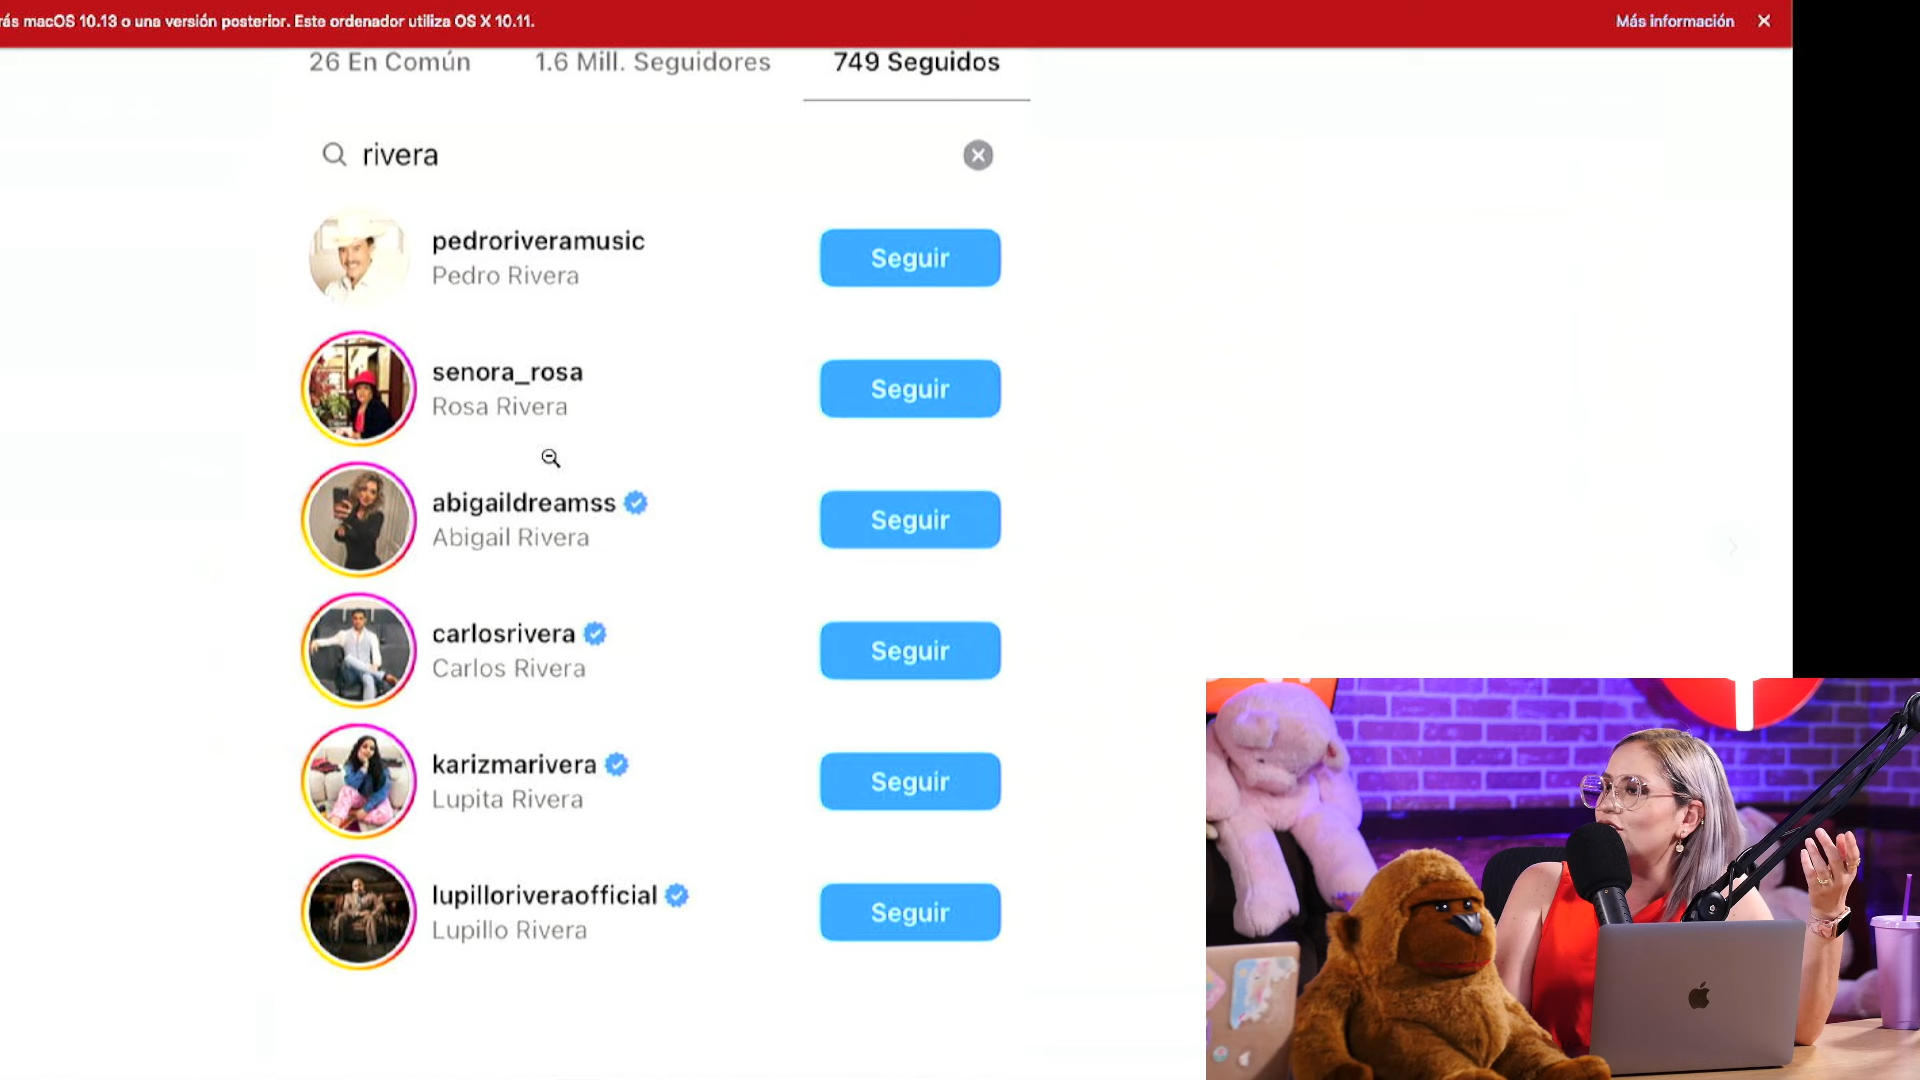 rás macOS 10.13 o una versión posterior. Este ordenador utiliza OS X 10.11.
Más información
26 En Común
1.6 Mill. Seguidores
749 Seguidos
rivera
pedroriveramusic
Pedro Rivera
Seguir
senora_rosa
Rosa Rivera
Seguir
abigaildreamss
Abigail Rivera
Seguir
carlosrivera
Carlos Rivera
Seguir
karizmarivera
Lupita Rivera
Seguir
lupilloriveraofficial
Lupillo Rivera
Seguir